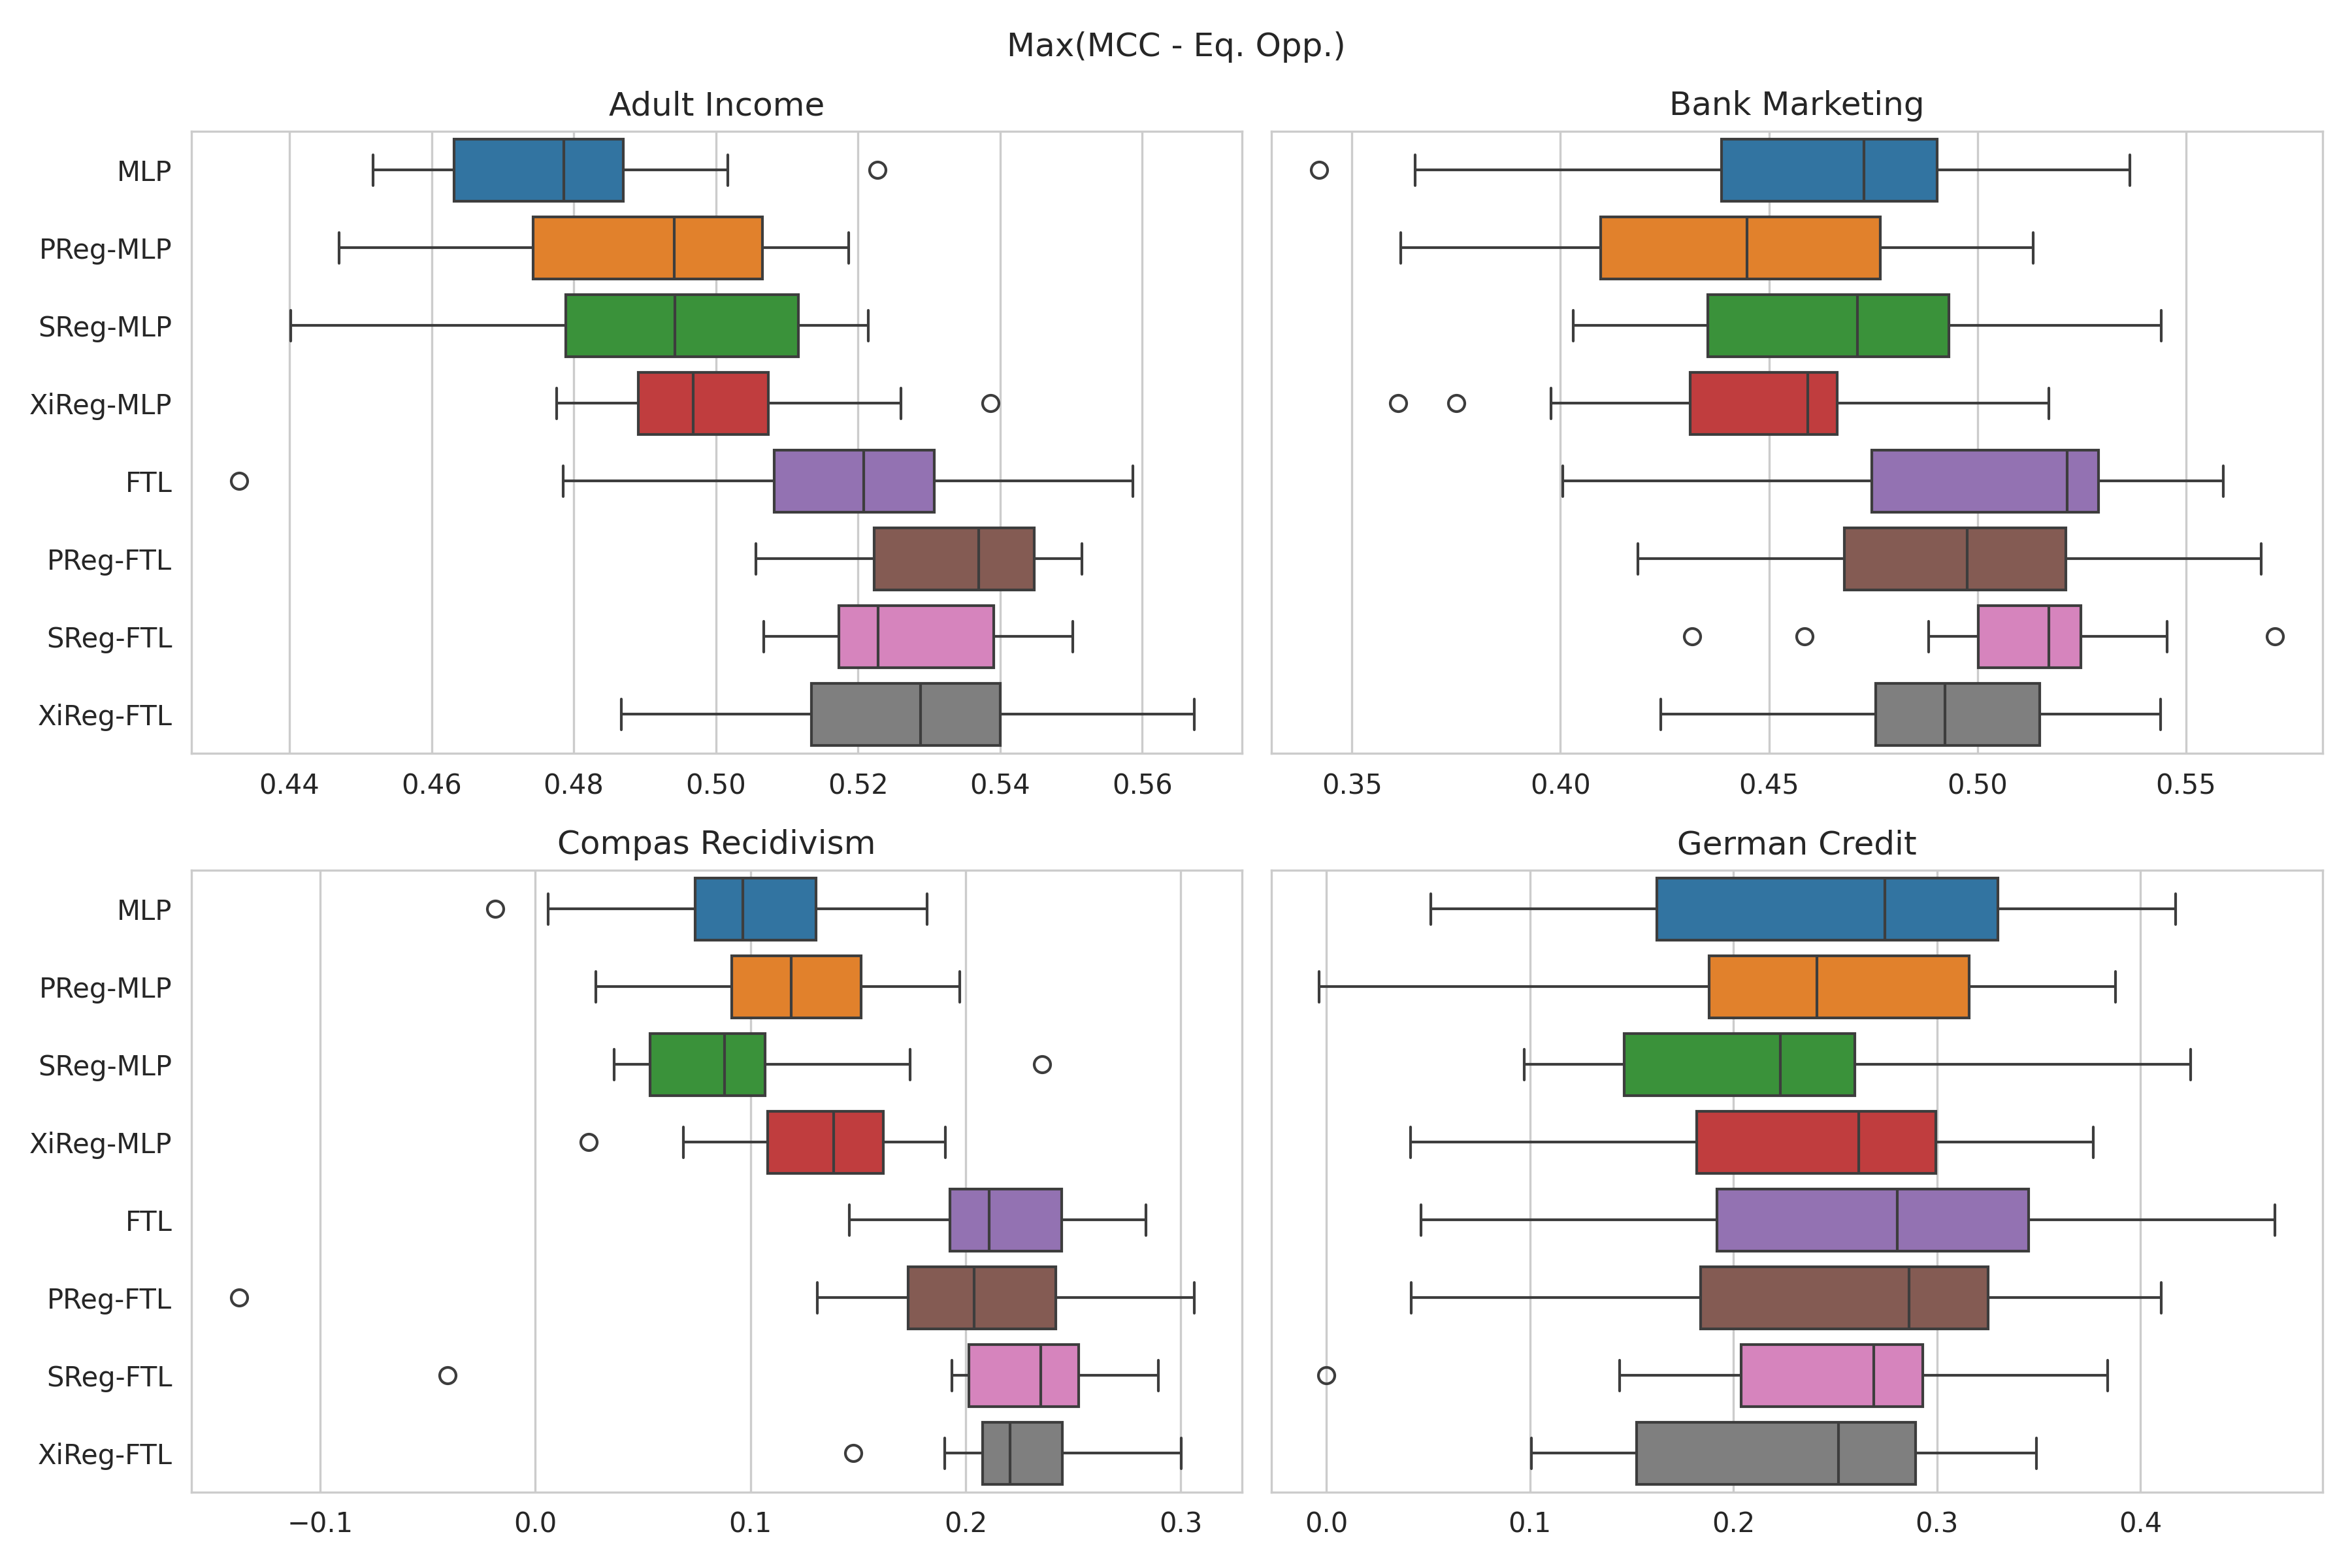 Max(MCC - Eq. Opp.)
Adult Income
MLP
PReg-MLP
SReg-MLP
XiReg-MLP
FTL
PReg-FTL
SReg-FTL
XiReg-FTL
0.44 0.46 0.48 0.50 0.52 0.54 0.56
Bank Marketing
0.35 0.40 0.45 0.50 0.55
Compas Recidivism
MLP
PReg-MLP
SReg-MLP
XiReg-MLP
FTL
PReg-FTL
SReg-FTL
XiReg-FTL
−0.1 0.0 0.1 0.2 0.3
German Credit
0.0 0.1 0.2 0.3 0.4